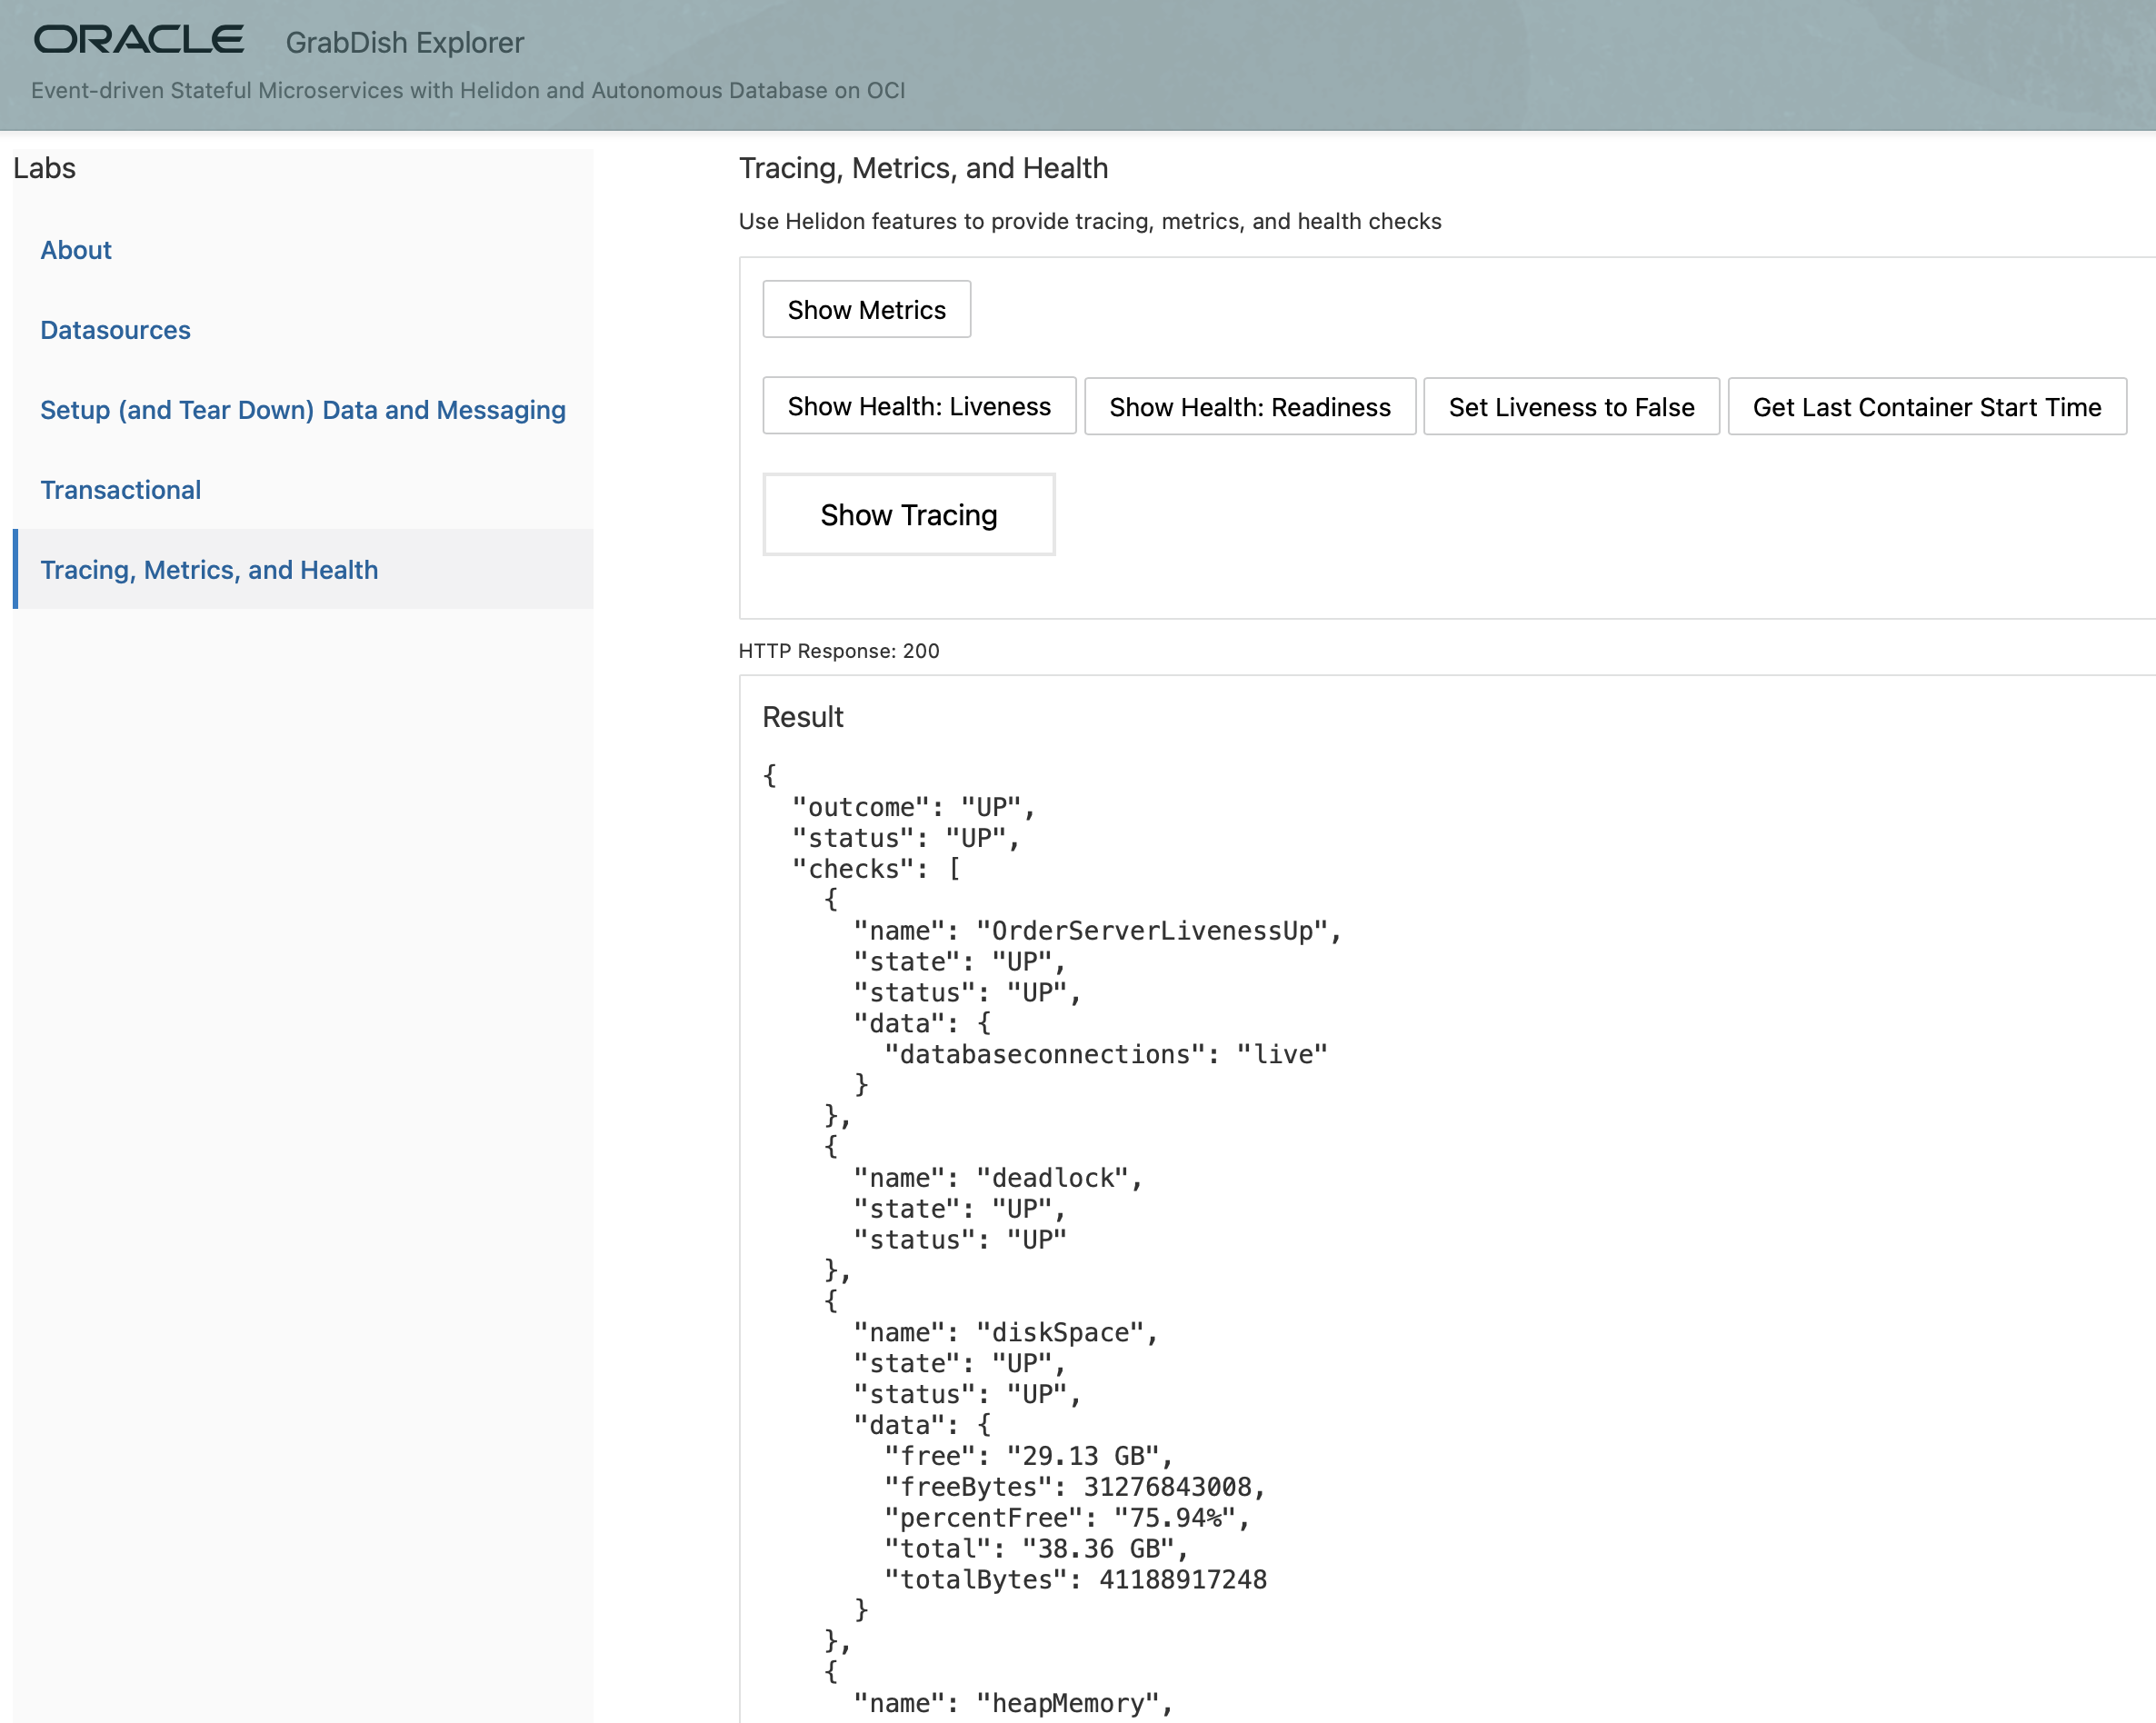 ORACLE GrabDish Explorer
Event-driven Stateful Microservices with Helidon and Autonomous Database on OCI
Labs
About
Datasources
Setup (and Tear Down) Data and Messaging
Transactional
Tracing, Metrics, and Health
Tracing, Metrics, and Health
Use Helidon features to provide tracing, metrics, and health checks
Show Metrics
Show Health: Liveness
Show Health: Readiness
Set Liveness to False
Get Last Container Start Time
Show Tracing
HTTP Response: 200
Result
{
  "outcome": "UP",
  "status": "UP",
  "checks": [
    {
      "name": "OrderServerLivenessUp",
      "state": "UP",
      "status": "UP",
      "data": {
        "databaseconnections": "live"
      }
    },
    {
      "name": "deadlock",
      "state": "UP",
      "status": "UP"
    },
    {
      "name": "diskSpace",
      "state": "UP",
      "status": "UP",
      "data": {
        "free": "29.13 GB",
        "freeBytes": 31276843008,
        "percentFree": "75.94%",
        "total": "38.36 GB",
        "totalBytes": 41188917248
      }
    },
    {
      "name": "heapMemory",